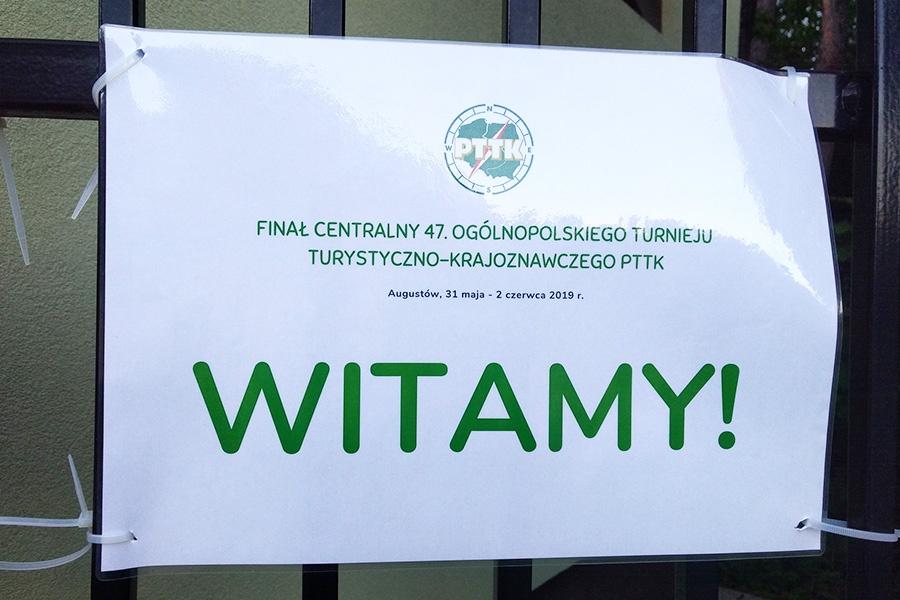 N
W E
PTTK
S
FINAŁ CENTRALNY 47. OGÓLNOPOLSKIEGO TURNIEJU
TURYSTYCZNO-KRAJOZNAWCZEGO PTTK
Augustów, 31 maja - 2 czerwca 2019 r.
WITAMY!